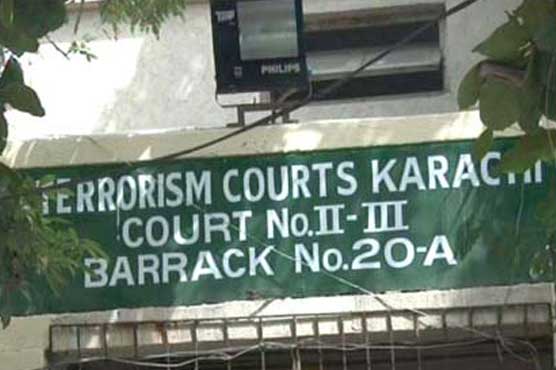 PHILIPS
TERRORISM COURTS KARACHI
COURT No.II-III
BARRACK No.20-A